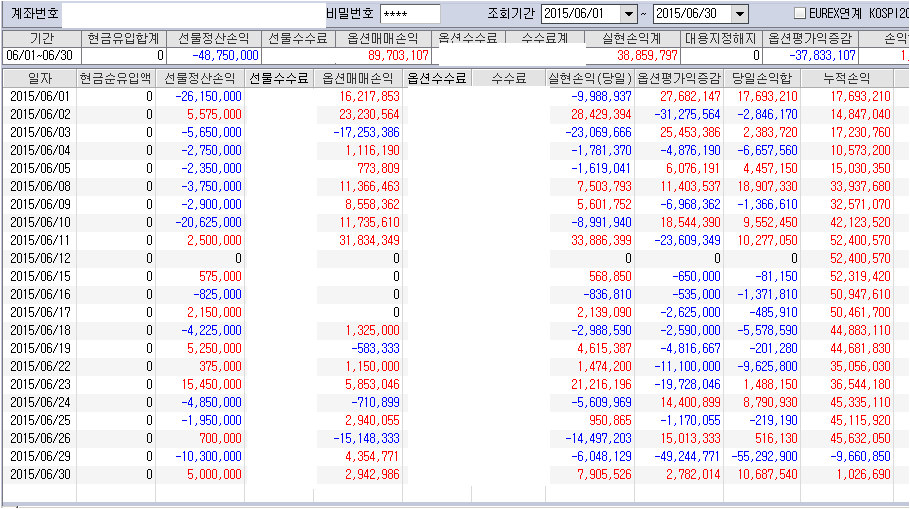 계좌번호 비밀번호 **** 조회기간 2015/06/01 ~ 2015/06/30 EUREX연계 KOSPI20
기간 현금유입합계 선물정산손익 선물수수료 옵션매매손익 옵션수수료 수수료계 실현손익계 대용지정해지 옵션평가익증감 손익
06/01~06/30 0 -48,750,000 89,703,107 38,859,797 0 -37,833,107 1,
일자 현금순유입액 선물정산손익 선물수수료 옵션매매손익 옵션수수료 수수료 실현손익(당일) 옵션평가익증감 당일손익합 누적손익
2015/06/01 0 -26,150,000 16,217,853 -9,988,937 27,682,147 17,693,210 17,693,210
2015/06/02 0 5,575,000 23,230,564 28,429,394 -31,275,564 -2,846,170 14,847,040
2015/06/03 0 -5,650,000 -17,253,386 -23,069,666 25,453,386 2,383,720 17,230,760
2015/06/04 0 -2,750,000 1,116,190 -1,781,370 -4,876,190 -6,657,560 10,573,200
2015/06/05 0 -2,350,000 773,809 -1,619,041 6,076,191 4,457,150 15,030,350
2015/06/08 0 -3,750,000 11,366,463 7,503,793 11,403,537 18,907,330 33,937,680
2015/06/09 0 -2,900,000 8,558,362 5,601,752 -6,968,362 -1,366,610 32,571,070
2015/06/10 0 -20,625,000 11,735,610 -8,991,940 18,544,390 9,552,450 42,123,520
2015/06/11 0 2,500,000 31,834,349 33,886,399 -23,609,349 10,277,050 52,400,570
2015/06/12 0 0 0 0 0 0 52,400,570
2015/06/15 0 575,000 0 568,850 -650,000 -81,150 52,319,420
2015/06/16 0 -825,000 0 -836,810 -535,000 -1,371,810 50,947,610
2015/06/17 0 2,150,000 0 2,139,090 -2,625,000 -485,910 50,461,700
2015/06/18 0 -4,225,000 1,325,000 -2,988,590 -2,590,000 -5,578,590 44,883,110
2015/06/19 0 5,250,000 -583,333 4,615,387 -4,816,667 -201,280 44,681,830
2015/06/22 0 375,000 1,150,000 1,474,200 -11,100,000 -9,625,800 35,056,030
2015/06/23 0 15,450,000 5,853,046 21,216,196 -19,728,046 1,488,150 36,544,180
2015/06/24 0 -4,850,000 -710,899 -5,609,969 14,400,899 8,790,930 45,335,110
2015/06/25 0 -1,950,000 2,940,055 950,865 -1,170,055 -219,190 45,115,920
2015/06/26 0 700,000 -15,148,333 -14,497,203 15,013,333 516,130 45,632,050
2015/06/29 0 -10,300,000 4,354,771 -6,048,129 -49,244,771 -55,292,900 -9,660,850
2015/06/30 0 5,000,000 2,942,986 7,905,526 2,782,014 10,687,540 1,026,690